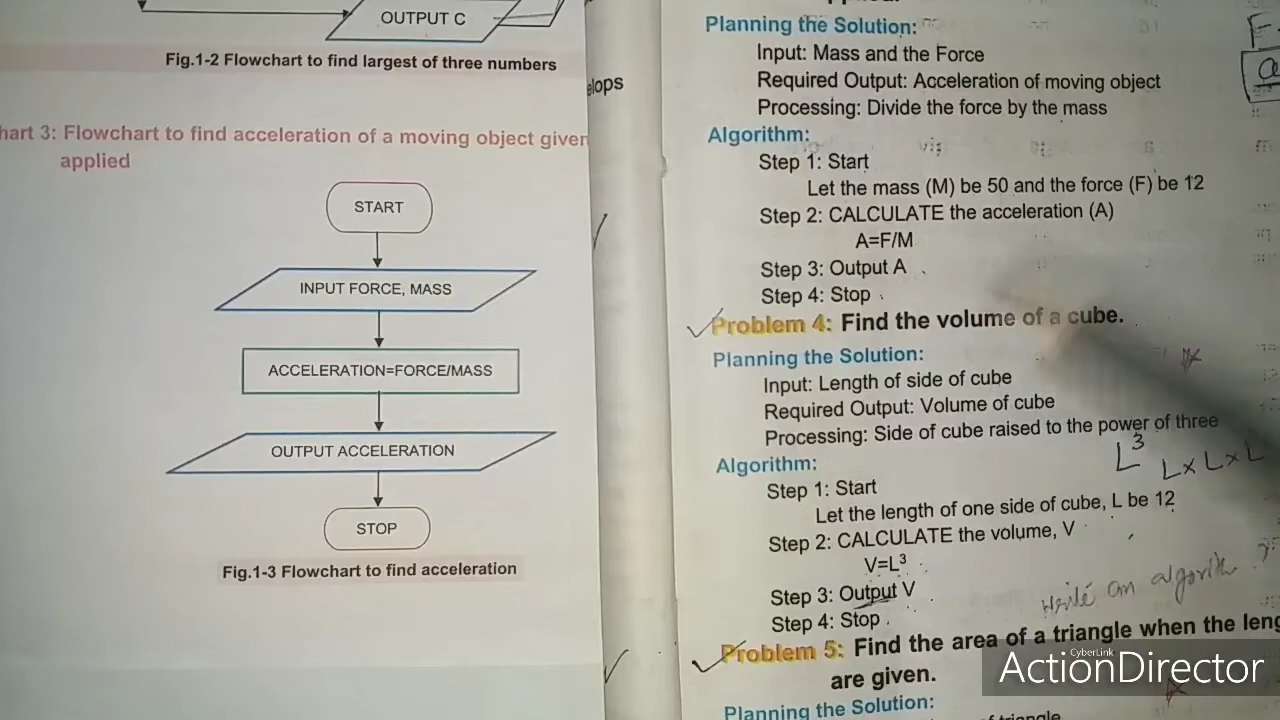 OUTPUT C
Fig.1-2 Flowchart to find largest of three numbers
hart 3: Flowchart to find acceleration of a moving object given
applied
START
INPUT FORCE, MASS
ACCELERATION=FORCE/MASS
OUTPUT ACCELERATION
STOP
Fig.1-3 Flowchart to find acceleration
elops
Planning the Solution:
Input: Mass and the Force
Required Output: Acceleration of moving object
Processing: Divide the force by the mass
Algorithm:
Step 1: Start
Let the mass (M) be 50 and the force (F) be 12
Step 2: CALCULATE the acceleration (A)
A=F/M
Step 3: Output A
Step 4: Stop
Problem 4: Find the volume of a cube.
Planning the Solution:
Input: Length of side of cube
Required Output: Volume of cube
Processing: Side of cube raised to the power of three
L³ L×L×L
Algorithm:
Step 1: Start
Let the length of one side of cube, L be 12
Step 2: CALCULATE the volume, V
V=L³
Step 3: Output V
write an algorith ?
Step 4: Stop
Problem 5: Find the area of a triangle when the leng
are given.
Planning the Solution:
of triangle
CyberLink
ActionDirector